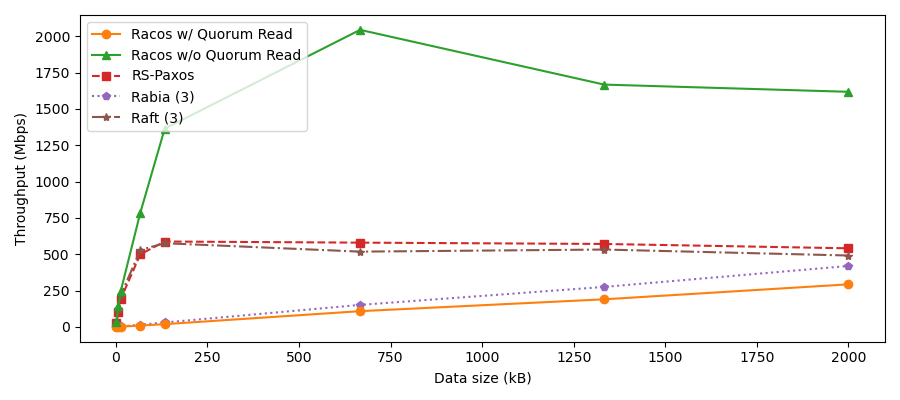 Racos w/ Quorum Read
Racos w/o Quorum Read
RS-Paxos
Rabia (3)
Raft (3)
Throughput (Mbps)
2000
1750
1500
1250
1000
750
500
250
0
0 250 500 750 1000 1250 1500 1750 2000
Data size (kB)